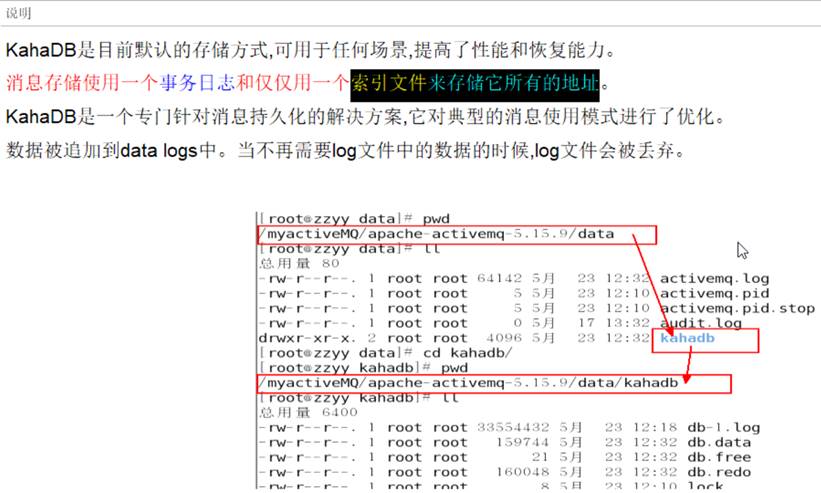 说明
KahaDB是目前默认的存储方式,可用于任何场景,提高了性能和恢复能力。
消息存储使用一个事务日志和仅仅用一个索引文件来存储它所有的地址。
KahaDB是一个专门针对消息持久化的解决方案,它对典型的消息使用模式进行了优化。
数据被追加到data logs中。当不再需要log文件中的数据的时候,log文件会被丢弃。
[root@zzyy data]# pwd
/myactiveMQ/apache-activemq-5.15.9/data
[root@zzyy data]# ll
总用量 80
-rw-r--r--. 1 root root 64142 5月 23 12:32 activemq.log
-rw-r--r--. 1 root root 5 5月 23 12:10 activemq.pid
-rw-r--r--. 1 root root 5 5月 23 12:10 activemq.pid.stop
-rw-r--r--. 1 root root 0 5月 17 13:32 audit.log
drwxr-xr-x. 2 root root 4096 5月 23 12:32 kahadb
[root@zzyy data]# cd kahadb/
[root@zzyy kahadb]# pwd
/myactiveMQ/apache-activemq-5.15.9/data/kahadb
[root@zzyy kahadb]# ll
总用量 6400
-rw-r--r--. 1 root root 33554432 5月 23 12:18 db-1.log
-rw-r--r--. 1 root root 159744 5月 23 12:32 db.data
-rw-r--r--. 1 root root 21 5月 23 12:32 db.free
-rw-r--r--. 1 root root 160048 5月 23 12:32 db.redo
-rw-r--r--. 1 root root 8 5月 23 12:10 lock